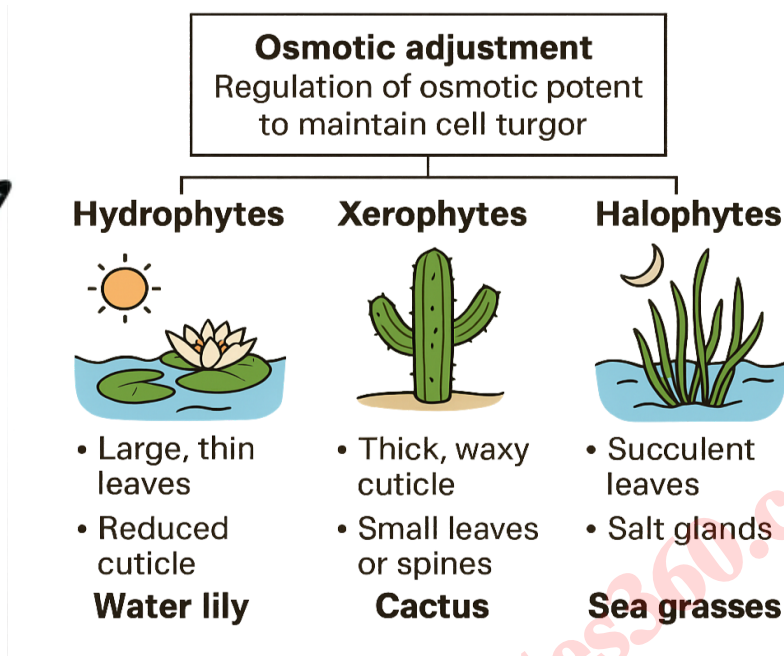 Osmotic adjustment
Regulation of osmotic potent
to maintain cell turgor
Hydrophytes
Xerophytes
Halophytes
• Large, thin
leaves
• Reduced
cuticle
Water lily
• Thick, waxy
cuticle
• Small leaves
or spines
Cactus
• Succulent
leaves
• Salt glands
Sea grasses
es360.c